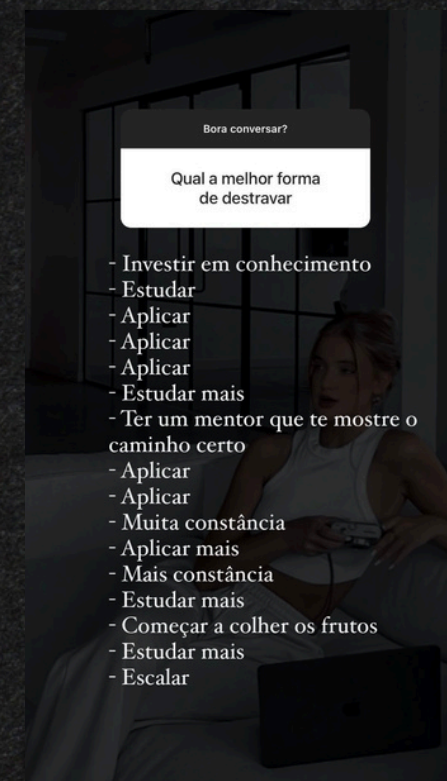 Bora conversar?
Qual a melhor forma
de destravar
- Investir em conhecimento
- Estudar
- Aplicar
- Aplicar
- Aplicar
- Estudar mais
- Ter um mentor que te mostre o
caminho certo
- Aplicar
- Aplicar
- Muita constância
- Aplicar mais
- Mais constância
- Estudar mais
- Começar a colher os frutos
- Estudar mais
- Escalar